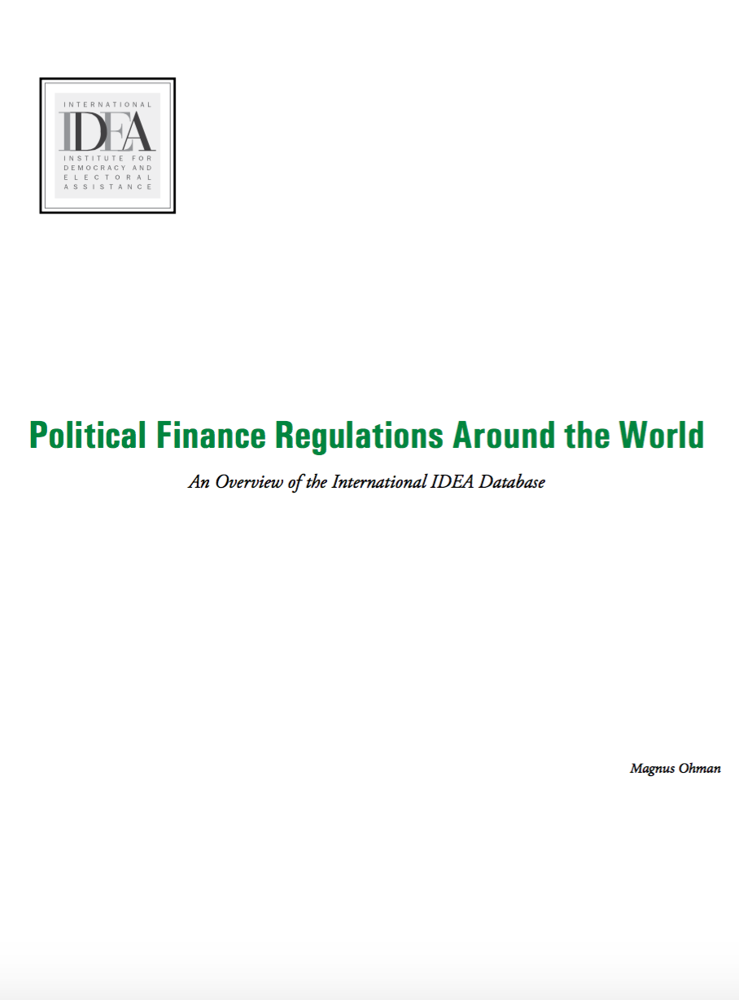 INTERNATIONAL
IDEA
INSTITUTE FOR
DEMOCRACY AND
ELECTORAL
ASSISTANCE
Political Finance Regulations Around the World
An Overview of the International IDEA Database
Magnus Ohman